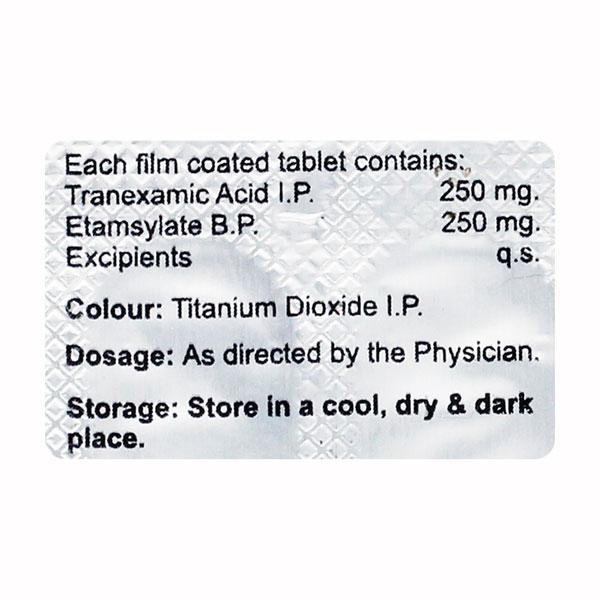 Each film coated tablet contains:
Tranexamic Acid I.P. 250 mg.
Etamsylate B.P. 250 mg.
Excipients q.s.
Colour: Titanium Dioxide I.P.
Dosage: As directed by the Physician.
Storage: Store in a cool, dry & dark
place.